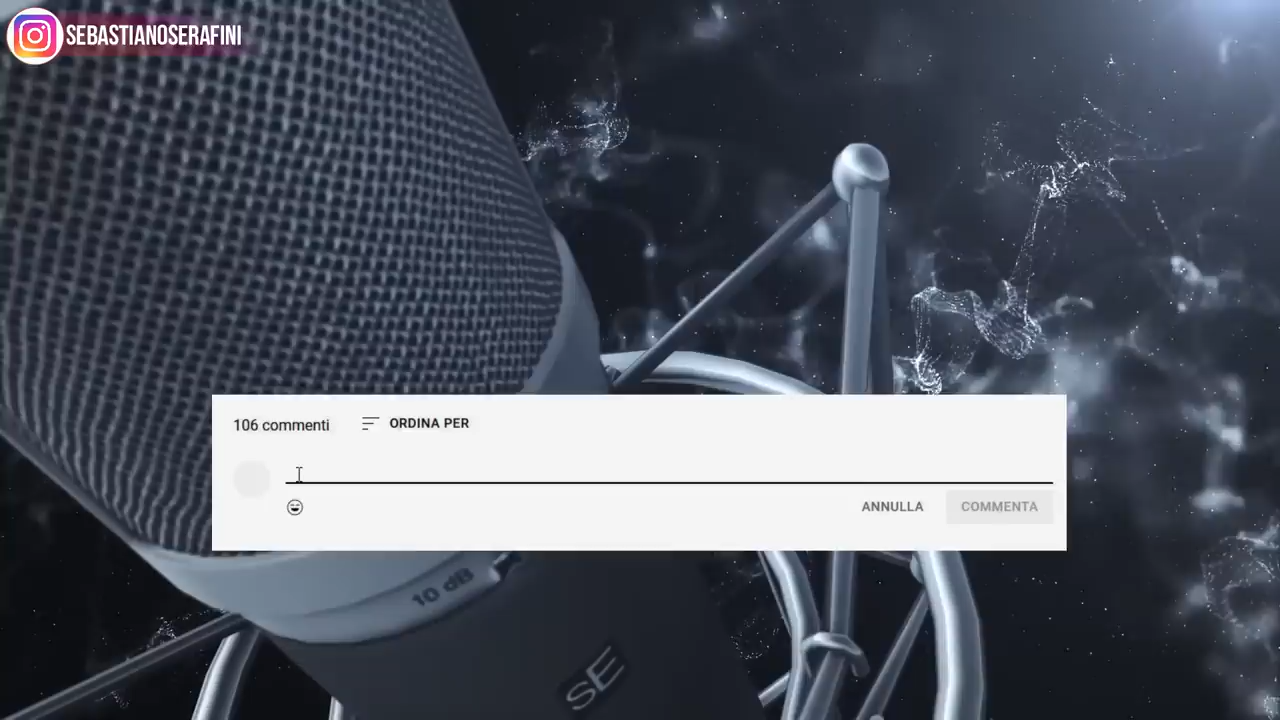 SEBASTIANOSERAFINI
106 commenti
ORDINA PER
ANNULLA
COMMENTA
10 dB
SE